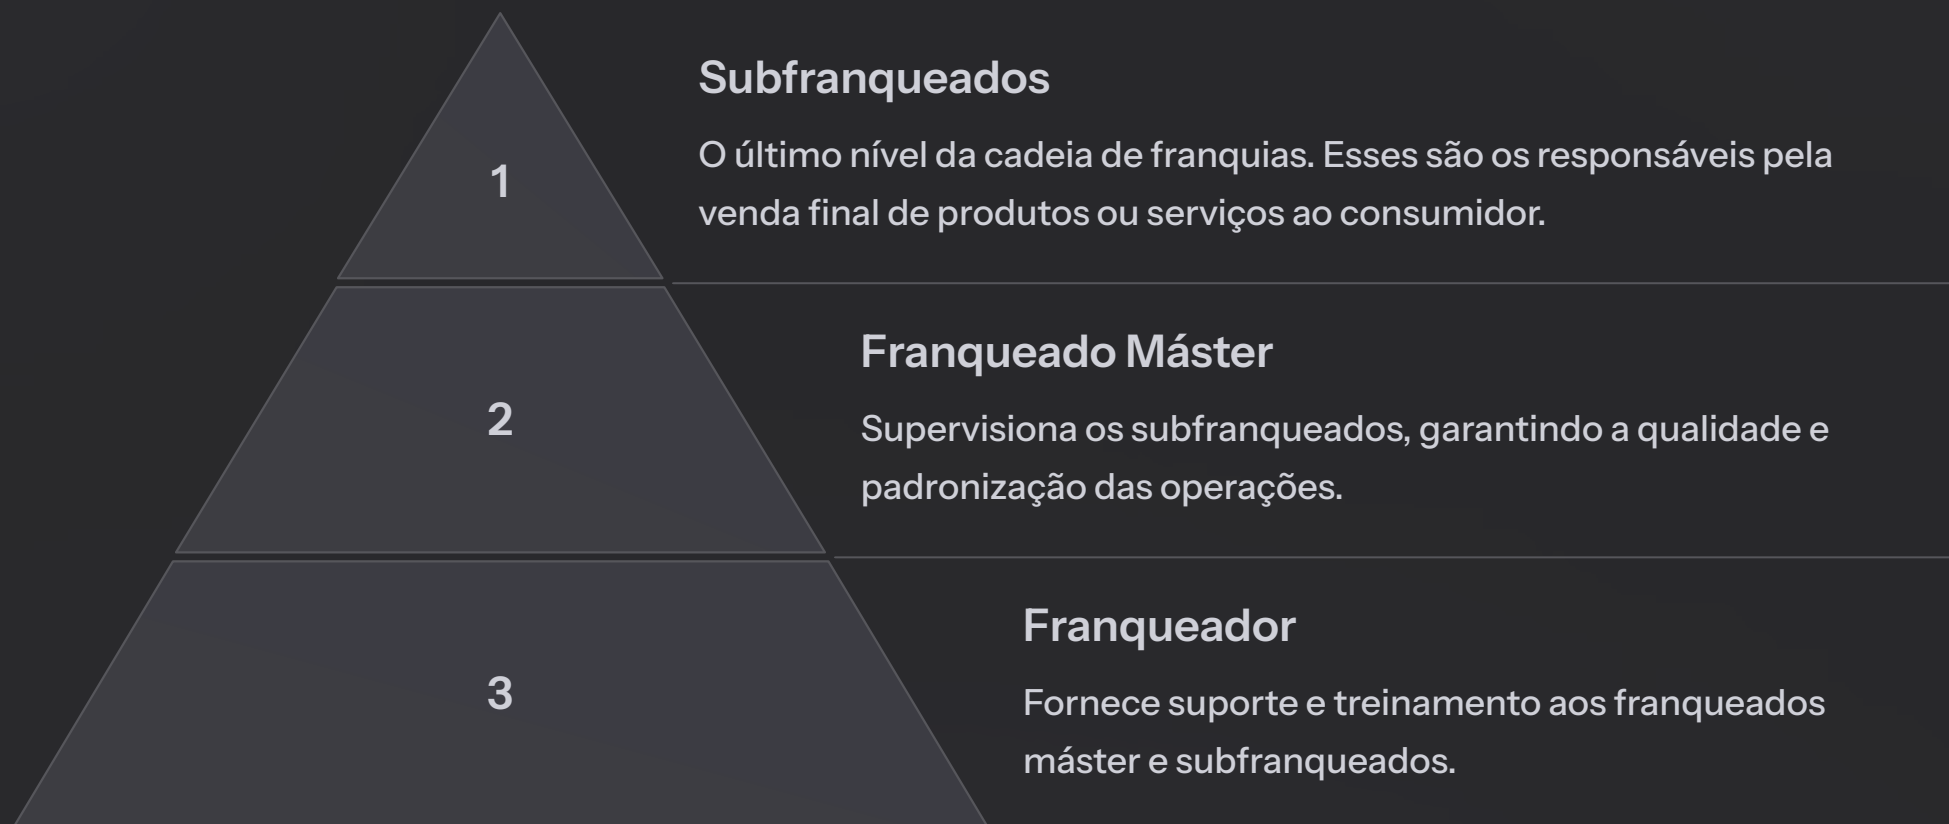 Subfranqueados
1
O último nível da cadeia de franquias. Esses são os responsáveis pela
venda final de produtos ou serviços ao consumidor.
Franqueado Máster
2
Supervisiona os subfranqueados, garantindo a qualidade e
padronização das operações.
Franqueador
3
Fornece suporte e treinamento aos franqueados
máster e subfranqueados.